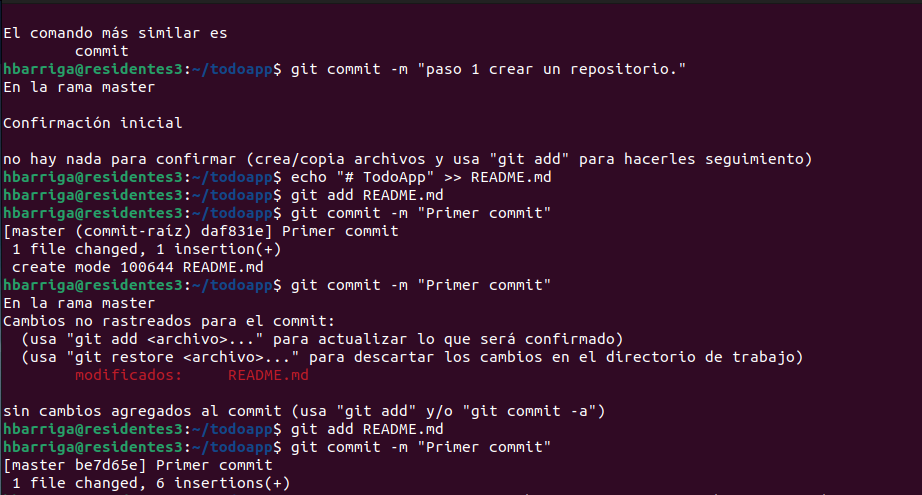 El comando más similar es
commit
hbarriga@residentes3:~/todoapp$ git commit -m "paso 1 crear un repositorio."
En la rama master
Confirmación inicial
no hay nada para confirmar (crea/copia archivos y usa "git add" para hacerles seguimiento)
hbarriga@residentes3:~/todoapp$ echo "# TodoApp" >> README.md
hbarriga@residentes3:~/todoapp$ git add README.md
hbarriga@residentes3:~/todoapp$ git commit -m "Primer commit"
[master (commit-raíz) daf831e] Primer commit
1 file changed, 1 insertion(+)
create mode 100644 README.md
hbarriga@residentes3:~/todoapp$ git commit -m "Primer commit"
En la rama master
Cambios no rastreados para el commit:
(usa "git add <archivo>..." para actualizar lo que será confirmado)
(usa "git restore <archivo>..." para descartar los cambios en el directorio de trabajo)
modificados:     README.md
sin cambios agregados al commit (usa "git add" y/o "git commit -a")
hbarriga@residentes3:~/todoapp$ git add README.md
hbarriga@residentes3:~/todoapp$ git commit -m "Primer commit"
[master be7d65e] Primer commit
1 file changed, 6 insertions(+)